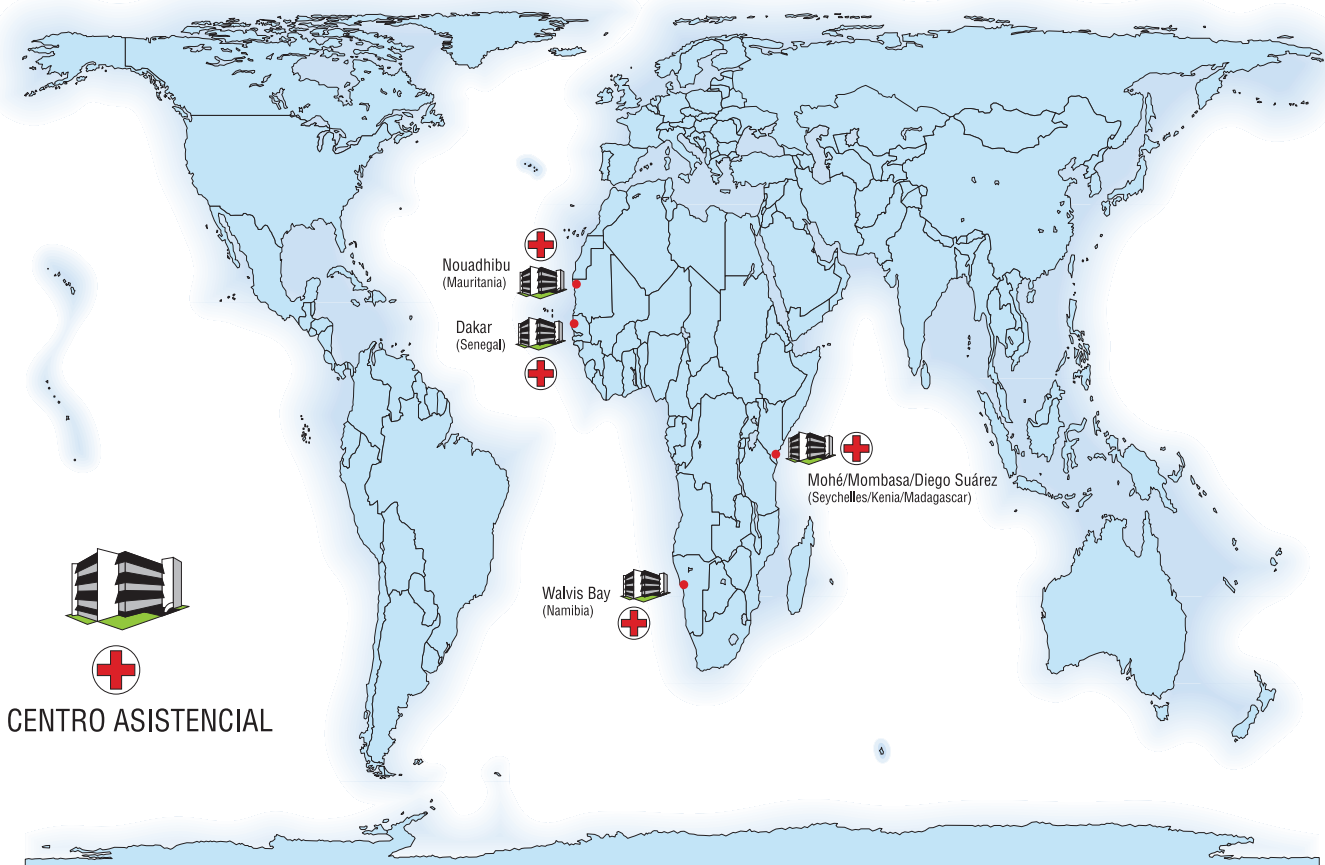 Nouadhibu
(Mauritania)
Dakar
(Senegal)
Mohé/Mombasa/Diego Suárez
(Seychelles/Kenia/Madagascar)
Walvis Bay
(Namibia)
CENTRO ASISTENCIAL